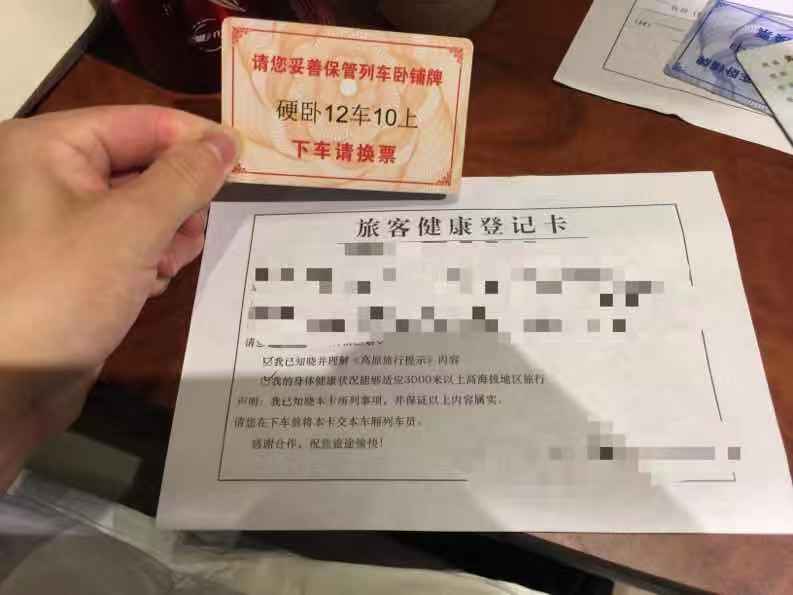 请您妥善保管列车卧铺牌
硬卧12车10上
下车请换票
旅客健康登记卡
请您
我已知晓并理解《高原旅行提示》内容
我的身体健康状况能够适应3000米以上高海拔地区旅行
声明：我已知晓本卡所列事项，并保证以上内容属实。
请您在下车前将本卡交本车厢列车员。
感谢合作，祝您旅途愉快！